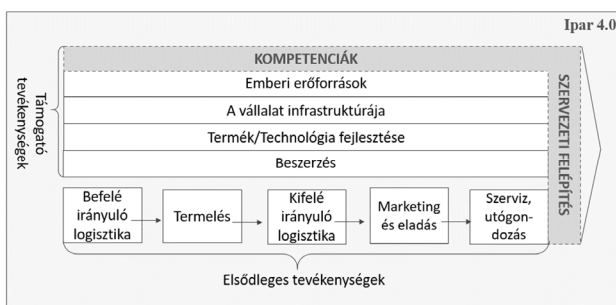 Ipar 4.0
KOMPETENCIÁK
Támogató
tevékenységek
Emberi erőforrások
A vállalat infrastruktúrája
Termék/Technológia fejlesztése
Beszerzés
SZERVEZETI FELÉPÍTÉS
Befelé
irányuló
logisztika
Termelés
Kifelé
irányuló
logisztika
Marketing
és eladás
Szerviz,
utógon-
dozás
Elsődleges tevékenységek